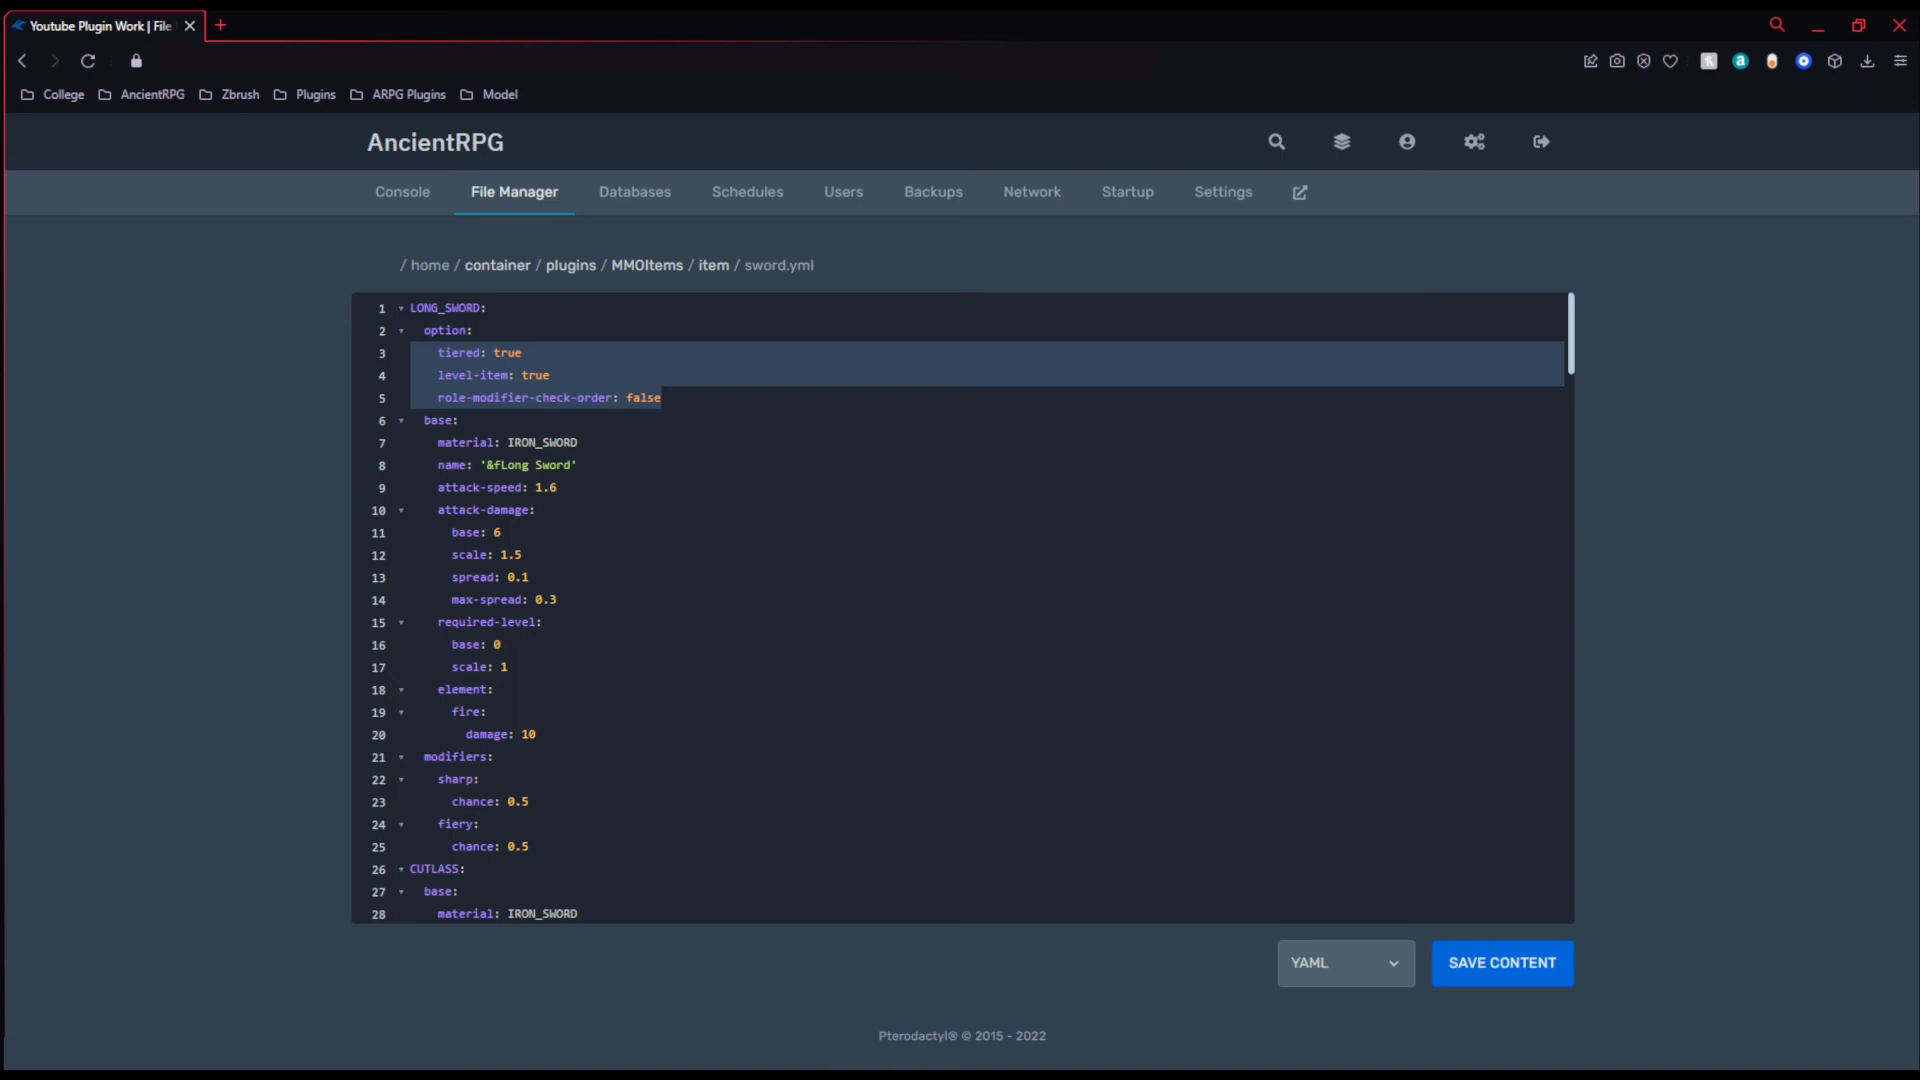 Youtube Plugin Work | File
College AncientRPG Zbrush Plugins ARPG Plugins Model
AncientRPG
Console File Manager Databases Schedules Users Backups Network Startup Settings
/ home / container / plugins / MMOItems / item / sword.yml
1 LONG_SWORD:
2 option:
3 tiered: true
4 level-item: true
5 role-modifier-check-order: false
6 base:
7 material: IRON_SWORD
8 name: '&fLong Sword'
9 attack-speed: 1.6
10 attack-damage:
11 base: 6
12 scale: 1.5
13 spread: 0.1
14 max-spread: 0.3
15 required-level:
16 base: 0
17 scale: 1
18 element:
19 fire:
20 damage: 10
21 modifiers:
22 sharp:
23 chance: 0.5
24 fiery:
25 chance: 0.5
26 CUTLASS:
27 base:
28 material: IRON_SWORD
YAML SAVE CONTENT
Pterodactyl® © 2015 - 2022